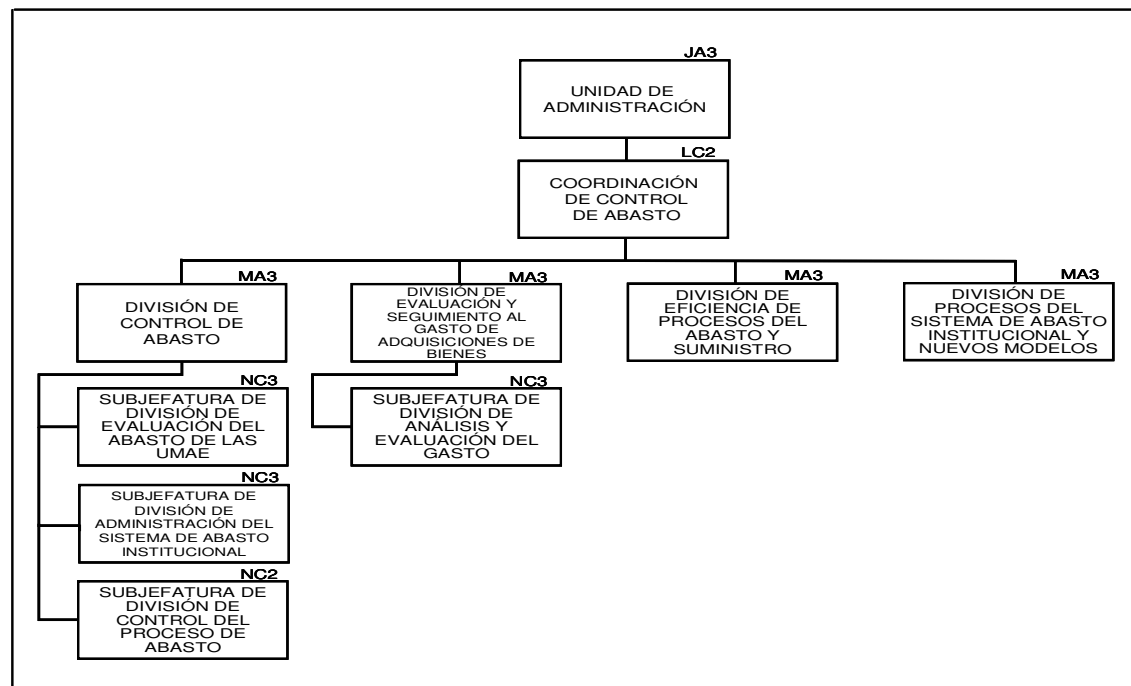 JA3
UNIDAD DE
ADMINISTRACIÓN
LC2
COORDINACIÓN
DE CONTROL
DE ABASTO
MA3
DIVISIÓN DE
CONTROL DE
ABASTO
MA3
DIVISIÓN DE
EVALUACIÓN Y
SEGUIMIENTO AL
GASTO DE
ADQUISICIONES DE
BIENES
MA3
DIVISIÓN DE
EFICIENCIA DE
PROCESOS DEL
ABASTO Y
SUMINISTRO
MA3
DIVISIÓN DE
PROCESOS DEL
SISTEMA DE ABASTO
INSTITUCIONAL Y
NUEVOS MODELOS
NC3
SUBJEFATURA DE
DIVISIÓN DE
EVALUACIÓN DEL
ABASTO DE LAS
UMAE
NC3
SUBJEFATURA DE
DIVISIÓN DE
ANÁLISIS Y
EVALUACIÓN DEL
GASTO
NC3
SUBJEFATURA DE
DIVISIÓN DE
ADMINISTRACIÓN DEL
SISTEMA DE ABASTO
INSTITUCIONAL
NC2
SUBJEFATURA DE
DIVISIÓN DE
CONTROL DEL
PROCESO DE
ABASTO